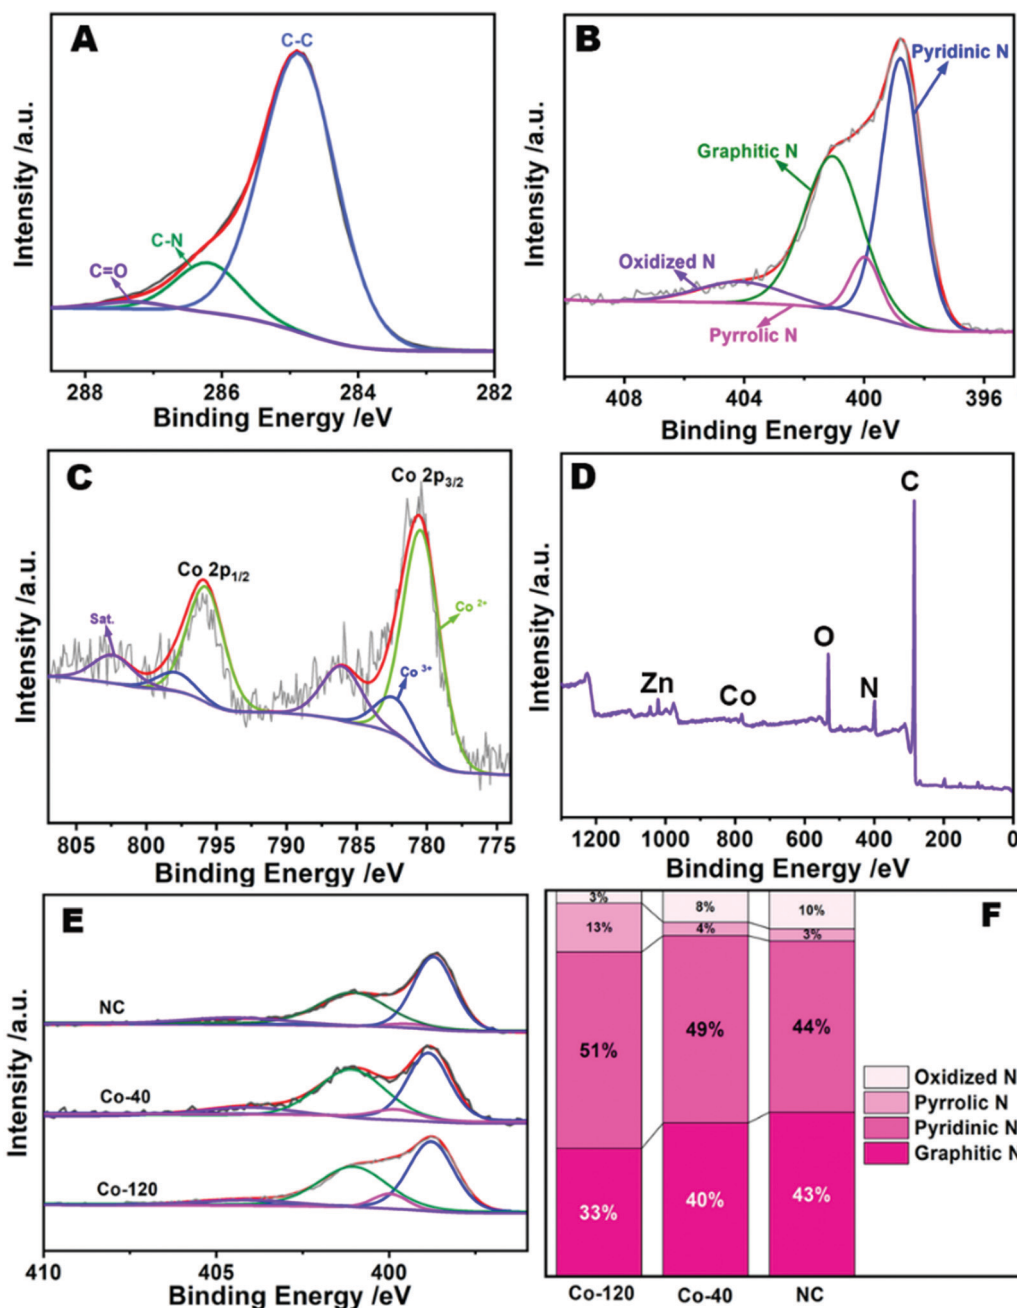 A
C-C
C-N
C=O
Intensity /a.u.
288 286 284 282
Binding Energy /eV
B
Pyridinic N
Graphitic N
Oxidized N
Pyrrolic N
Intensity /a.u.
408 404 400 396
Binding Energy /eV
C
Co 2p3/2
Co 2p1/2
Sat.
Co 2+
Co 3+
Intensity /a.u.
805 800 795 790 785 780 775
Binding Energy /eV
D
C
O
N
Zn
Co
Intensity /a.u.
1200 1000 800 600 400 200 0
Binding Energy /eV
E
NC
Co-40
Co-120
Intensity /a.u.
410 405 400
Binding Energy /eV
F
3% 8% 10%
13% 4% 3%
51% 49% 44%
33% 40% 43%
Oxidized N
Pyrrolic N
Pyridinic N
Graphitic N
Co-120 Co-40 NC